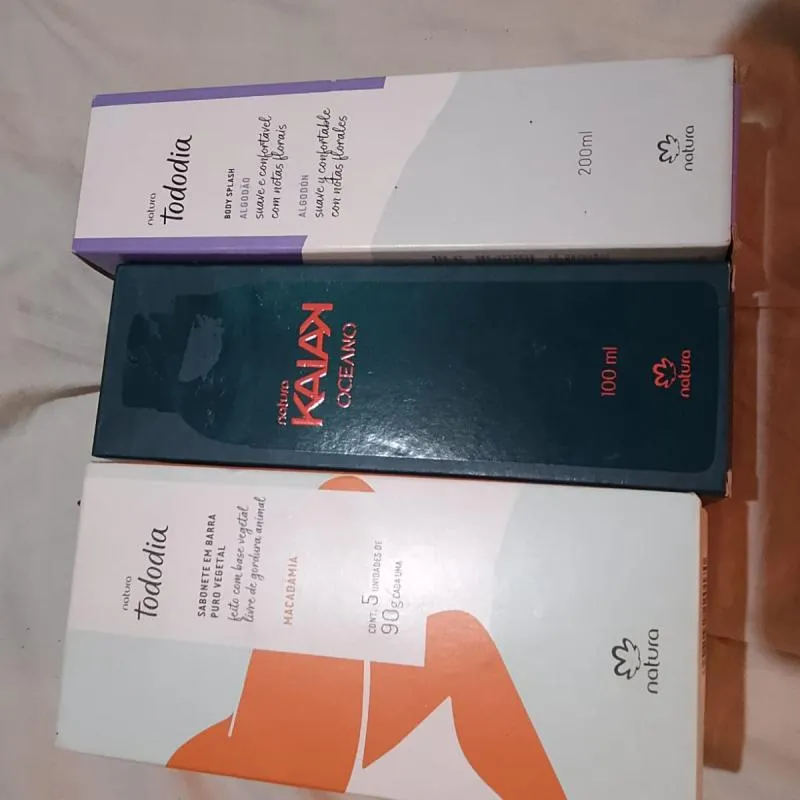 natura
tododia
BODY SPLASH
ALGODÃO
suave e confortável
com notas florais
ALGODÓN
suave y confortable
con notas florales
200ml
natura
natura
KAIAK
OCEANO
100 ml
natura
natura
tododia
SABONETE EM BARRA
PURO VEGETAL
feito com base vegetal
livre de gordura animal
MACADÂMIA
CONT. 5 UNIDADES DE
90g CADA UMA
natura